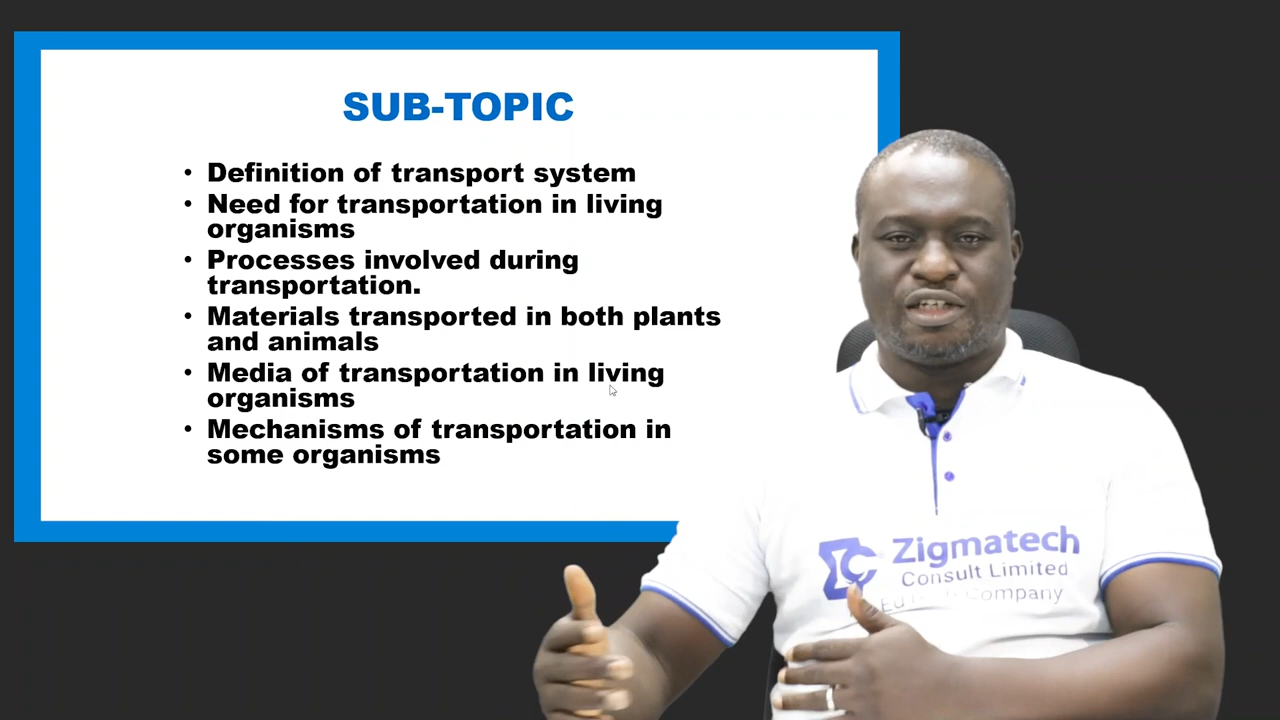 SUB-TOPIC
• Definition of transport system
• Need for transportation in living
organisms
• Processes involved during
transportation.
• Materials transported in both plants
and animals
• Media of transportation in living
organisms
• Mechanisms of transportation in
some organisms
Zigmatech
Consult Limited
Company